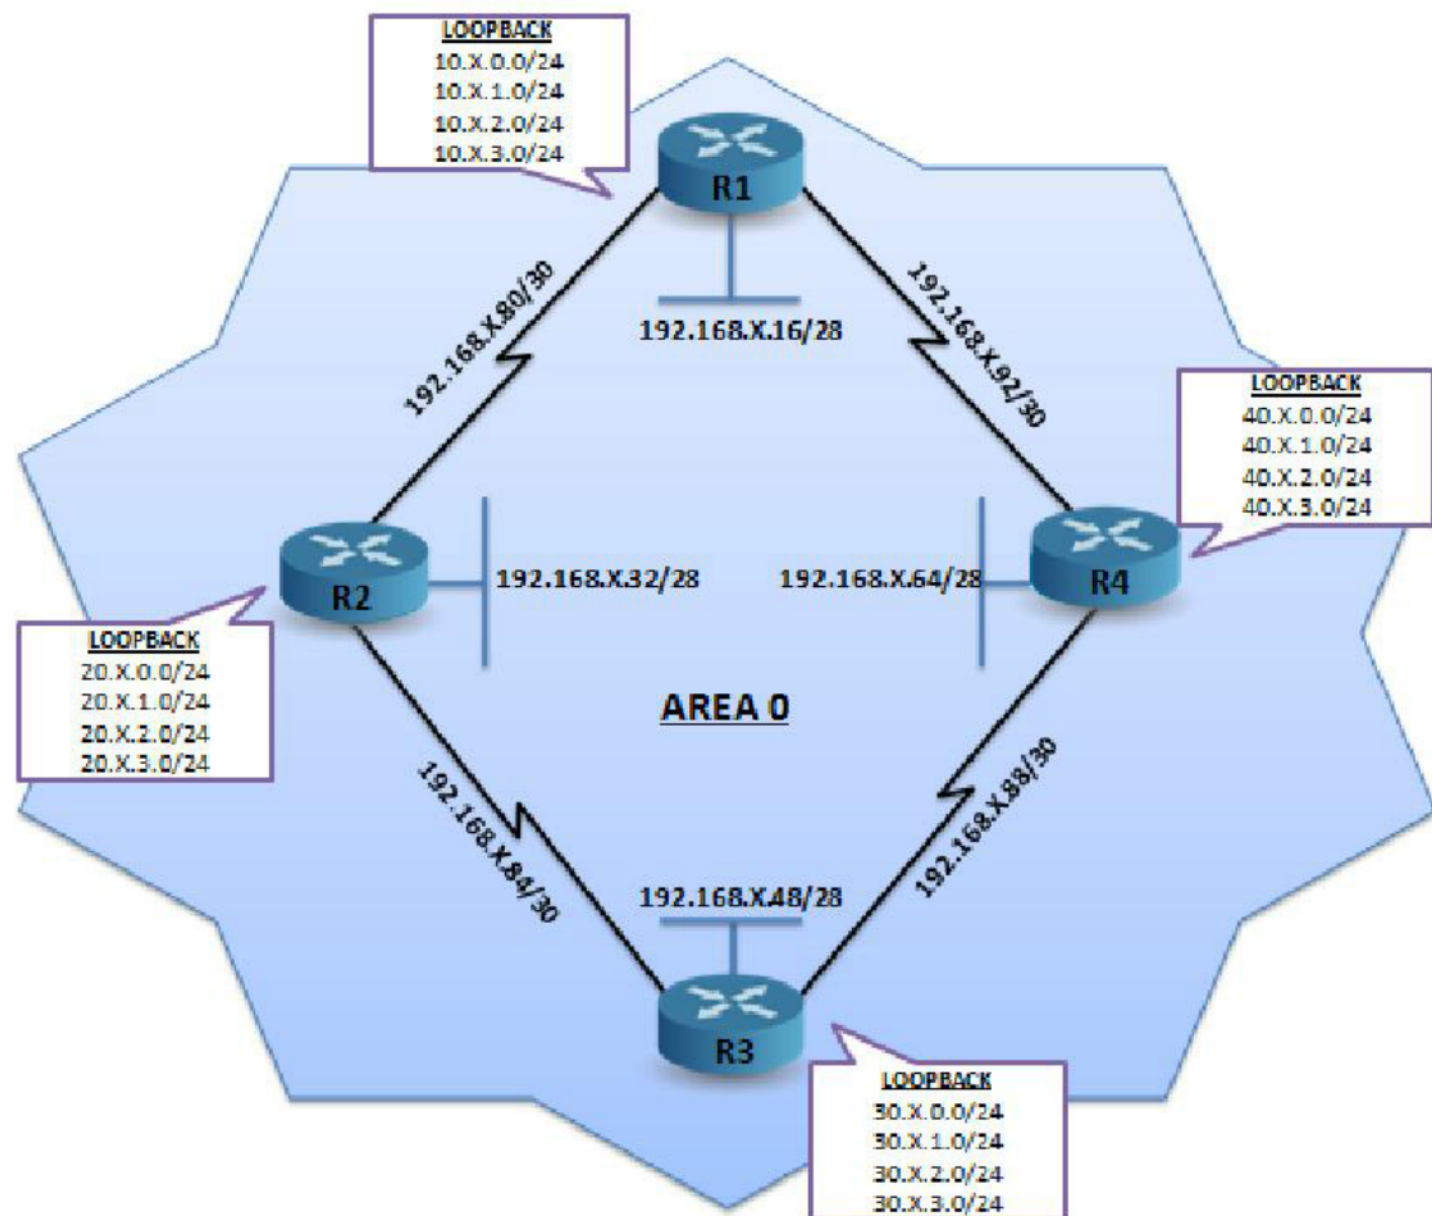 LOOPBACK
10.X.0.0/24
10.X.1.0/24
10.X.2.0/24
10.X.3.0/24
R1
192.168.X.80/30
192.168.X.92/30
192.168.X.16/28
LOOPBACK
40.X.0.0/24
40.X.1.0/24
40.X.2.0/24
40.X.3.0/24
R2
192.168.X.32/28
192.168.X.64/28
R4
LOOPBACK
20.X.0.0/24
20.X.1.0/24
20.X.2.0/24
20.X.3.0/24
AREA 0
192.168.X.84/30
192.168.X.88/30
192.168.X.48/28
R3
LOOPBACK
30.X.0.0/24
30.X.1.0/24
30.X.2.0/24
30.X.3.0/24